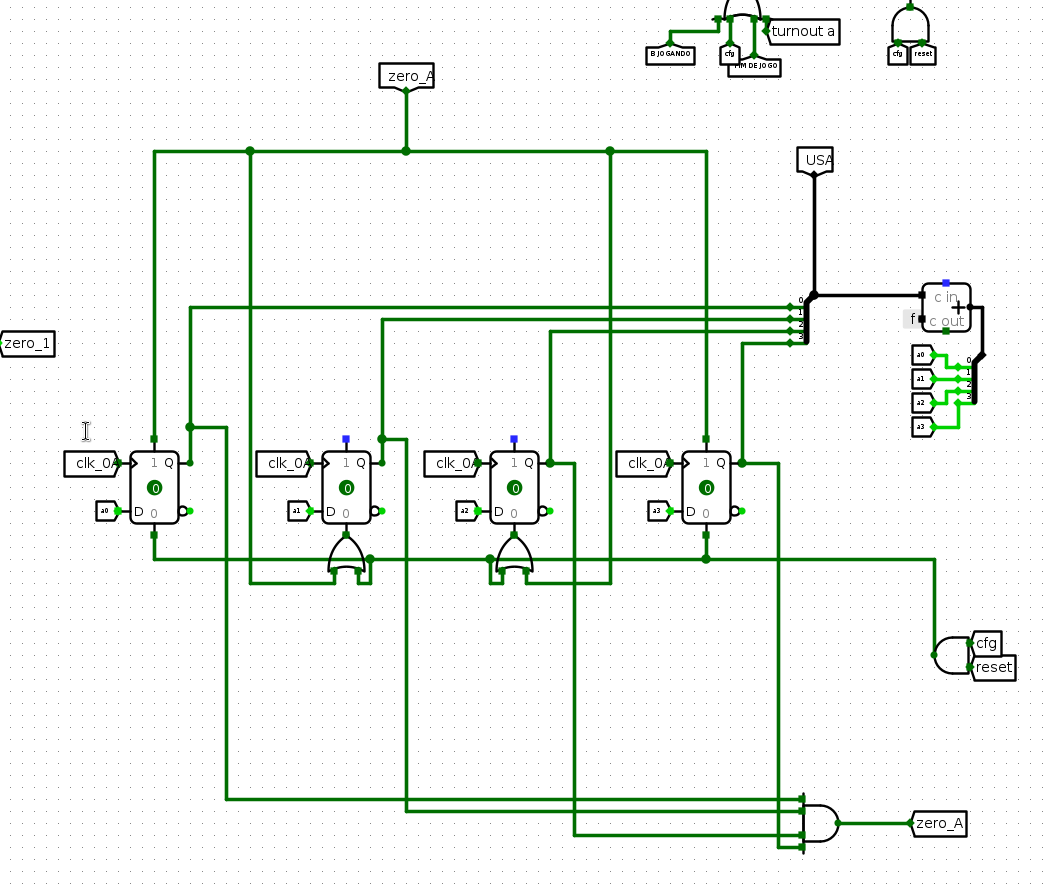 turnout a
B JOGANDO
cfg
FIM DE JOGO
cfg
reset
zero_A
USA
0
1
2
3
c in
+
f
c out
zero_1
a0
a1
a2
a3
0
1
2
3
clk_0A
1 Q
0
a0
D 0
clk_0A
1 Q
0
a1
D 0
clk_0A
1 Q
0
a2
D 0
clk_0A
1 Q
0
a3
D 0
cfg
reset
zero_A